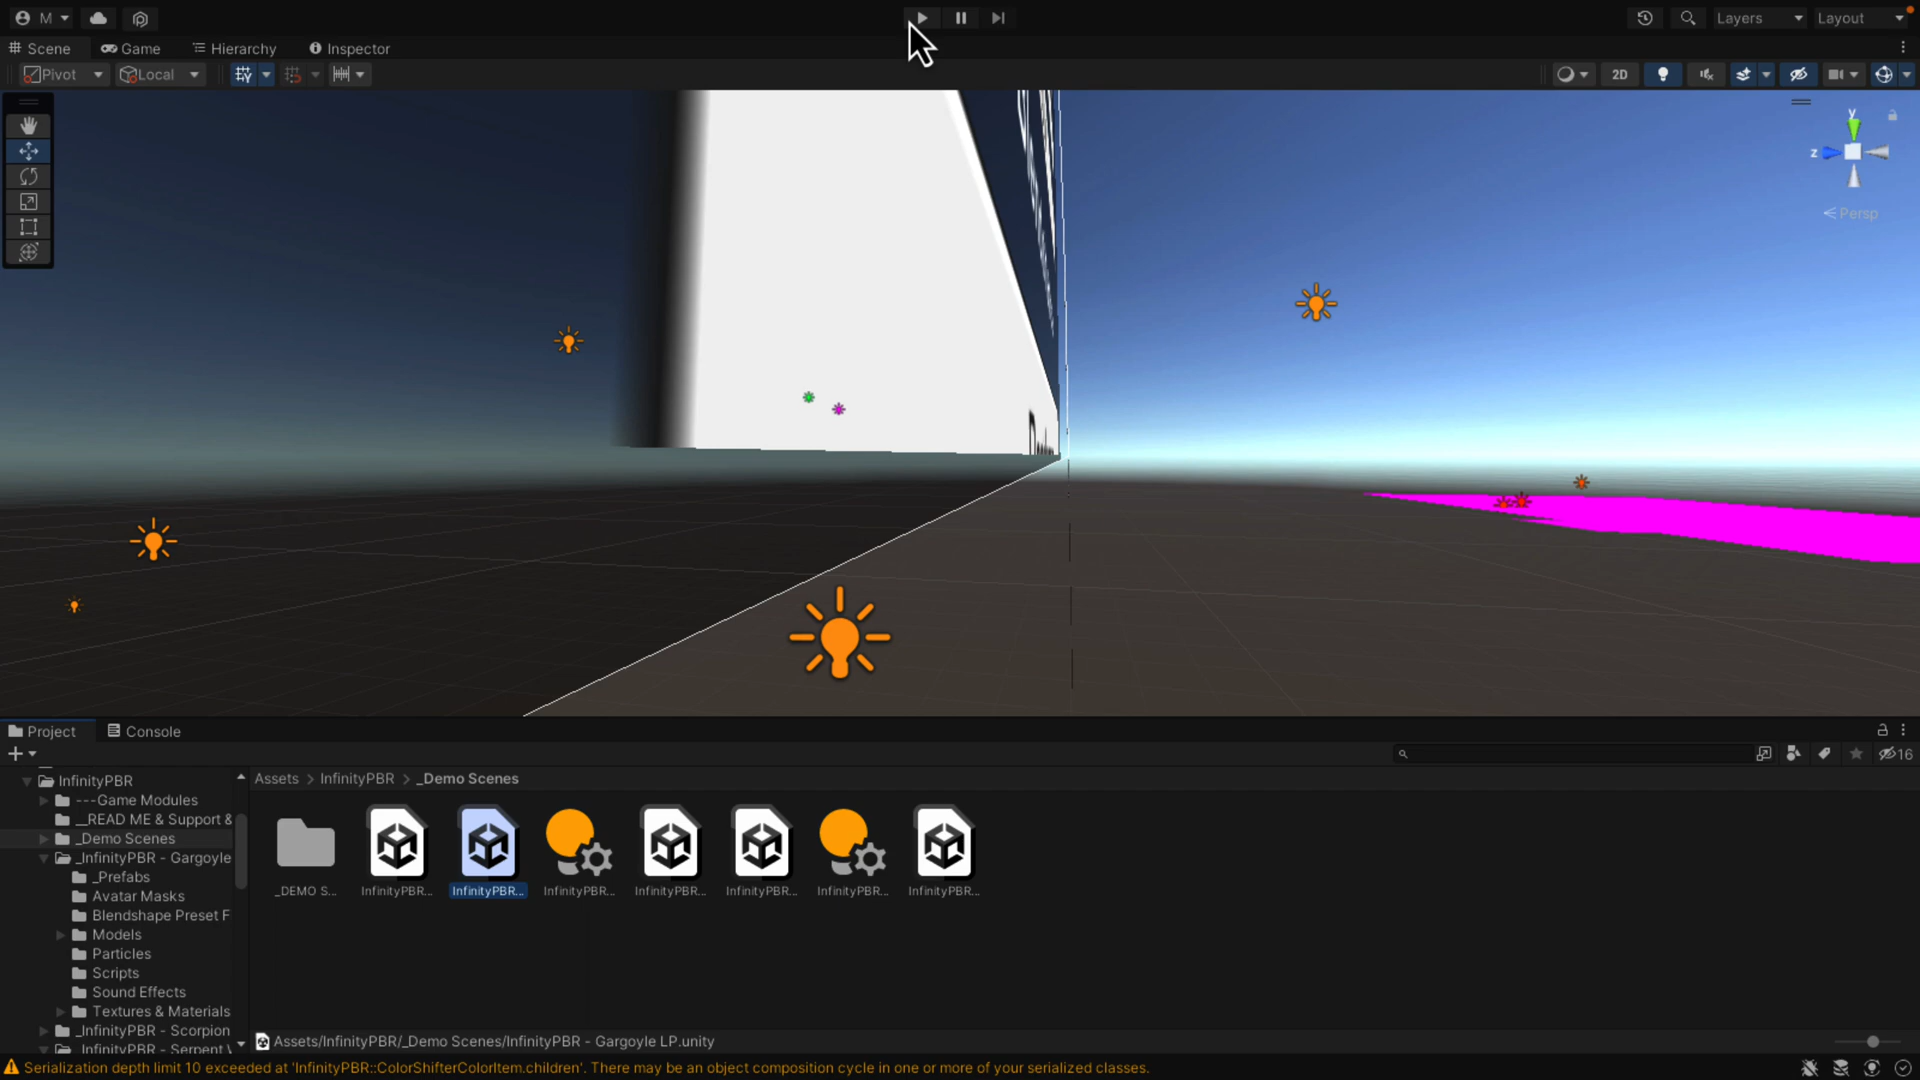 M
Layers
Layout
Scene
Game
Hierarchy
Inspector
Pivot
Local
2D
y
z
Persp
Project
Console
16
InfinityPBR
---Game Modules
__READ ME & Support &
_Demo Scenes
_InfinityPBR - Gargoyle
_Prefabs
Avatar Masks
Blendshape Preset F
Models
Particles
Scripts
Sound Effects
Textures & Materials
_InfinityPBR - Scorpion
_InfinityPBR - Serpent
Assets > InfinityPBR > _Demo Scenes
_DEMO S...
InfinityPBR...
InfinityPBR...
InfinityPBR...
InfinityPBR...
InfinityPBR...
InfinityPBR...
InfinityPBR...
Assets/InfinityPBR/_Demo Scenes/InfinityPBR - Gargoyle LP.unity
Serialization depth limit 10 exceeded at 'InfinityPBR::ColorShifterColorItem.children'. There may be an object composition cycle in one or more of your serialized classes.